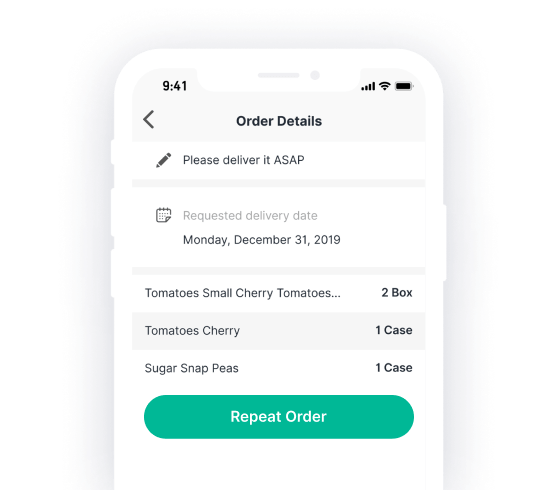 9:41
Order Details
Please deliver it ASAP
Requested delivery date
Monday, December 31, 2019
Tomatoes Small Cherry Tomatoes... 2 Box
Tomatoes Cherry 1 Case
Sugar Snap Peas 1 Case
Repeat Order